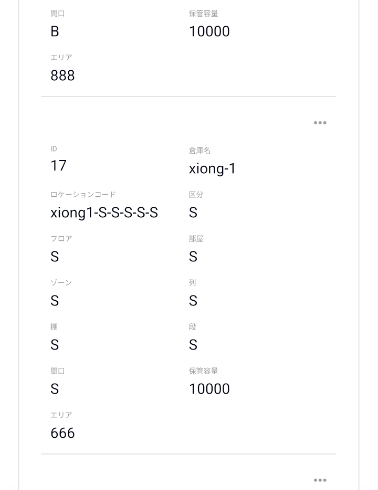 間口 保管容量
B 10000
エリア
888
ID 倉庫名
17 xiong-1
ロケーションコード 区分
xiong1-S-S-S-S-S S
フロア 部屋
S S
ゾーン 列
S S
棚 段
S S
間口 保管容量
S 10000
エリア
666